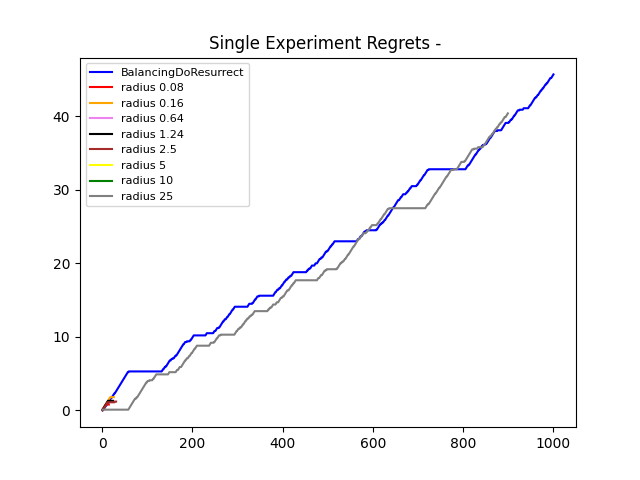 Single Experiment Regrets -
BalancingDoResurrect
radius 0.08
radius 0.16
radius 0.64
radius 1.24
radius 2.5
radius 5
radius 10
radius 25
40
30
20
10
0
0 200 400 600 800 1000